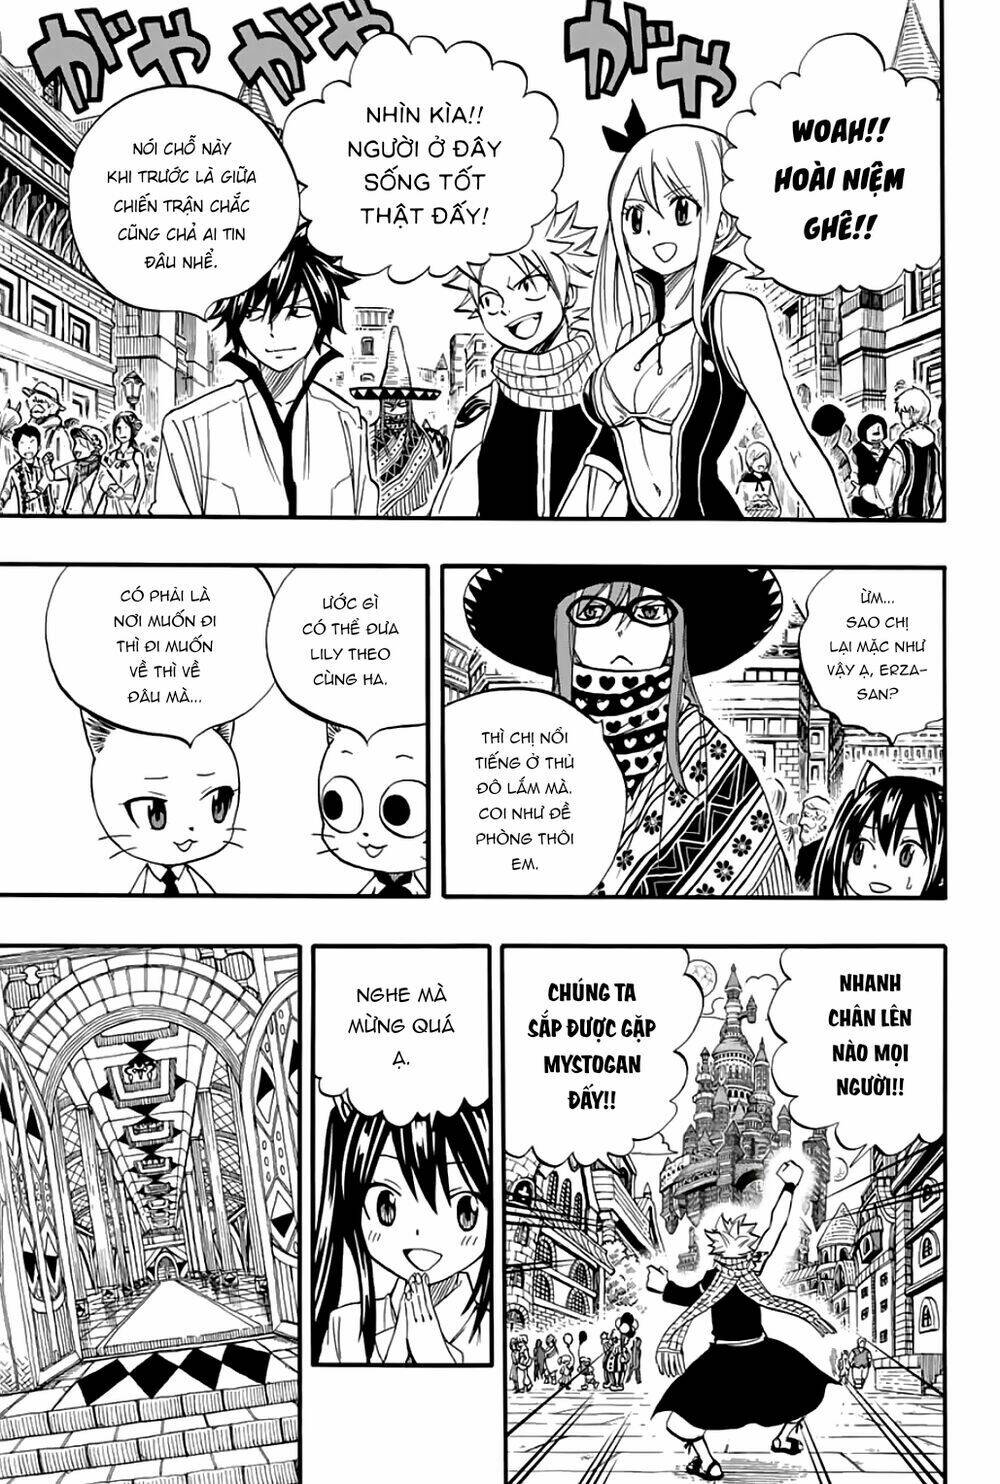 ガヤ ガヤ ガヤ
WOAH!!
HOÀI NIỆM
GHÊ!!
NHÌN KÌA!!
NGƯỜI Ở ĐÂY
SỐNG TỐT
THẬT ĐẤY!
NÓI CHỖ NÀY
KHI TRƯỚC LÀ GIỮA
CHIẾN TRẬN CHẮC
CŨNG CHẢ AI TIN
ĐÂU NHỂ.
ỪM...
SAO CHỊ
LẠI MẶC NHƯ
VẬY Ạ, ERZA-
SAN?
THÌ CHỊ NỔI
TIẾNG Ở THỦ
ĐÔ LẮM MÀ.
COI NHƯ ĐỀ
PHÒNG THÔI
EM.
ƯỚC GÌ
CÓ THỂ ĐƯA
LILY THEO
CÙNG HA.
CÓ PHẢI LÀ
NƠI MUỐN ĐI
THÌ ĐI MUỐN
VỀ THÌ VỀ
ĐÂU MÀ...
NHANH
CHÂN LÊN
NÀO MỌI
NGƯỜI!!
CHÚNG TA
SẮP ĐƯỢC GẶP
MYSTOGAN
ĐẤY!!
NGHE MÀ
MỪNG QUÁ
Ạ.